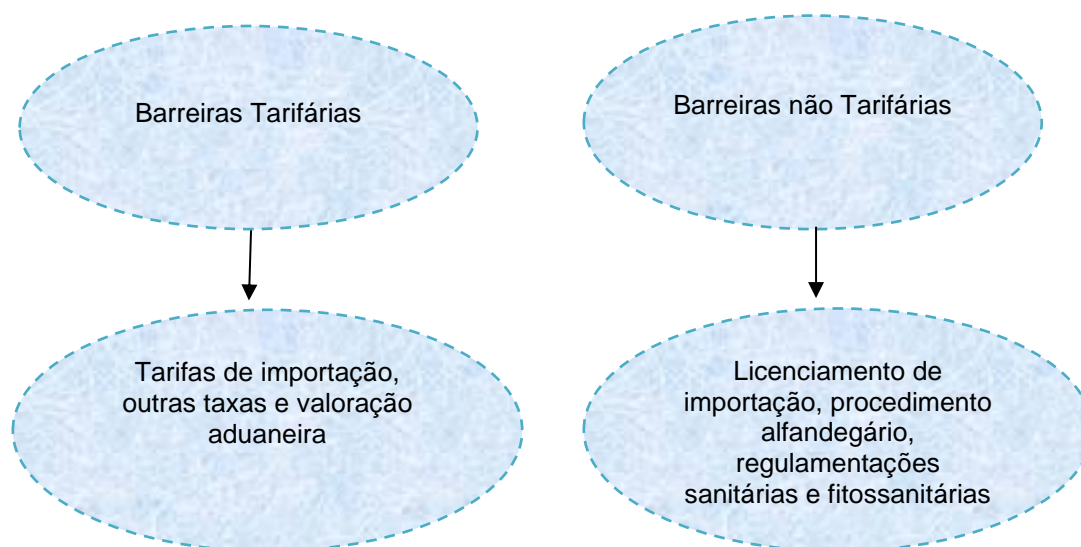 Barreiras Tarifárias
Barreiras não Tarifárias
Tarifas de importação,
outras taxas e valoração
aduaneira
Licenciamento de
importação, procedimento
alfandegário,
regulamentações
sanitárias e fitossanitárias